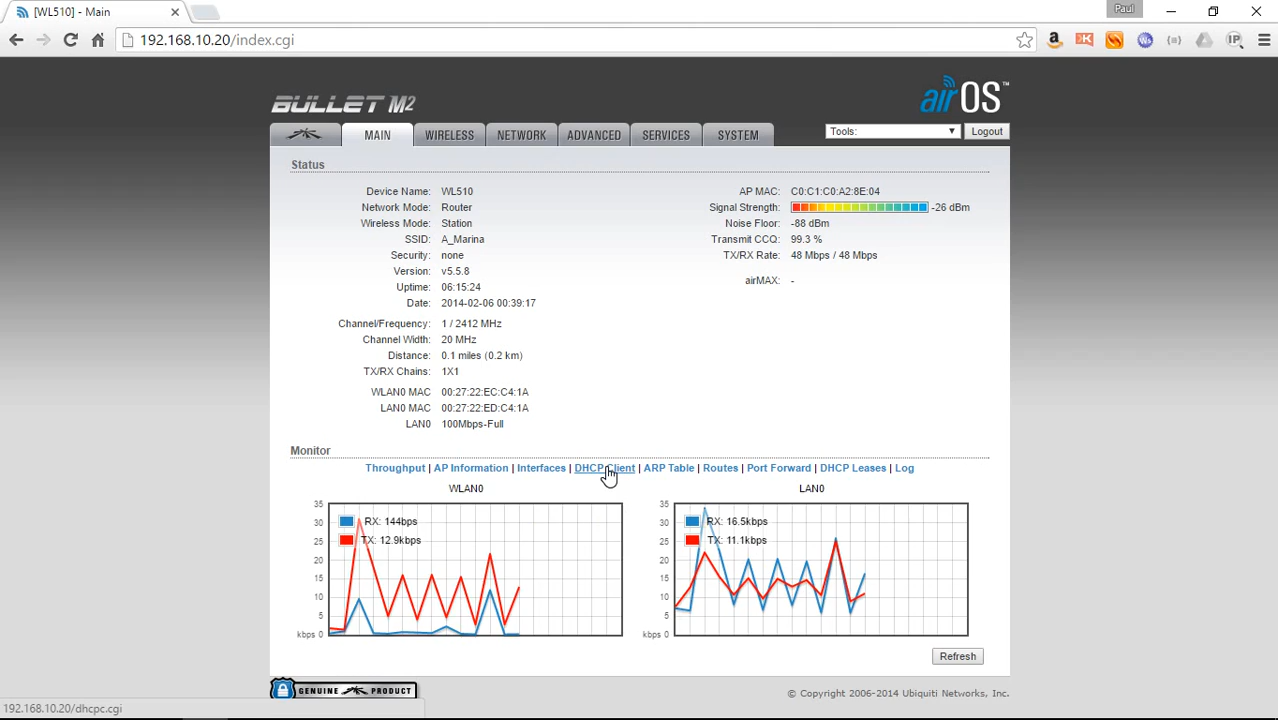 [WL510] - Main
Paul
192.168.10.20/index.cgi
BULLET M2
airOS™
MAIN WIRELESS NETWORK ADVANCED SERVICES SYSTEM
Tools: Logout
Status
Device Name: WL510
Network Mode: Router
Wireless Mode: Station
SSID: A_Marina
Security: none
Version: v5.5.8
Uptime: 06:15:24
Date: 2014-02-06 00:39:17
Channel/Frequency: 1 / 2412 MHz
Channel Width: 20 MHz
Distance: 0.1 miles (0.2 km)
TX/RX Chains: 1X1
WLAN0 MAC 00:27:22:EC:C4:1A
LAN0 MAC 00:27:22:ED:C4:1A
LAN0 100Mbps-Full
AP MAC: C0:C1:C0:A2:8E:04
Signal Strength: -26 dBm
Noise Floor: -88 dBm
Transmit CCQ: 99.3 %
TX/RX Rate: 48 Mbps / 48 Mbps
airMAX: -
Monitor
Throughput | AP Information | Interfaces | DHCP Client | ARP Table | Routes | Port Forward | DHCP Leases | Log
WLAN0
35
30
25
20
15
10
5
kbps 0
RX: 144bps
TX: 12.9kbps
LAN0
35
30
25
20
15
10
5
kbps 0
RX: 16.5kbps
TX: 11.1kbps
Refresh
GENUINE PRODUCT
© Copyright 2006-2014 Ubiquiti Networks, Inc.
192.168.10.20/dhcpc.cgi